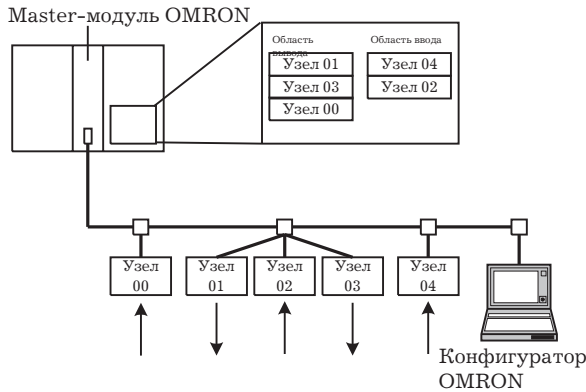 Master-модуль OMRON
Область вывода
Область ввода
Узел 01
Узел 04
Узел 03
Узел 02
Узел 00
Узел 00
Узел 01
Узел 02
Узел 03
Узел 04
Конфигуратор
OMRON